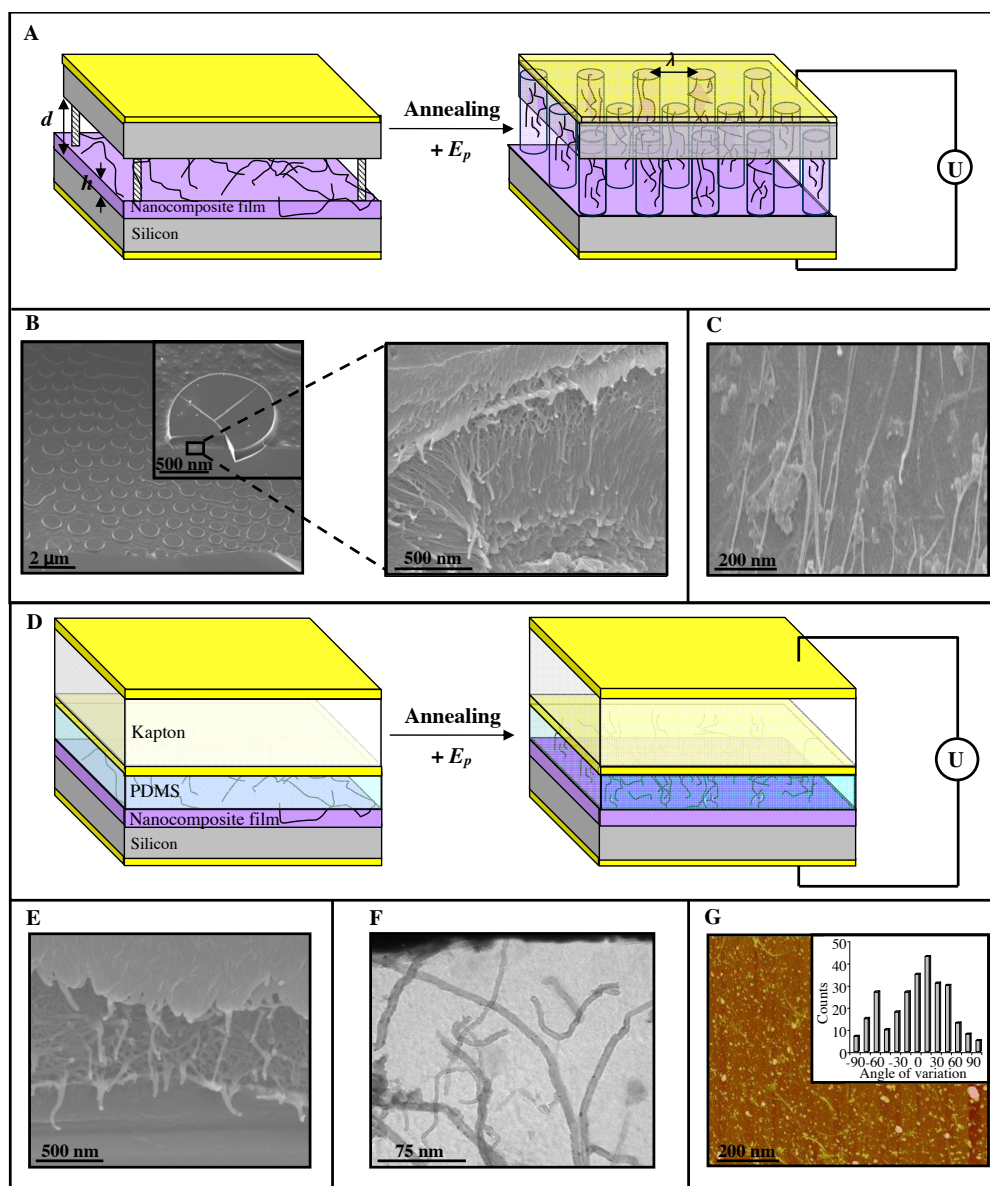 A
d
h
Nanocomposite film
Silicon
Annealing
+ Ep
λ
U
B
500 nm
2 μm
500 nm
C
200 nm
D
Kapton
PDMS
Nanocomposite film
Silicon
Annealing
+ Ep
U
E
500 nm
F
75 nm
G
200 nm
Counts
50
40
30
20
10
0
-90 -60 -30 0 30 60 90
Angle of variation